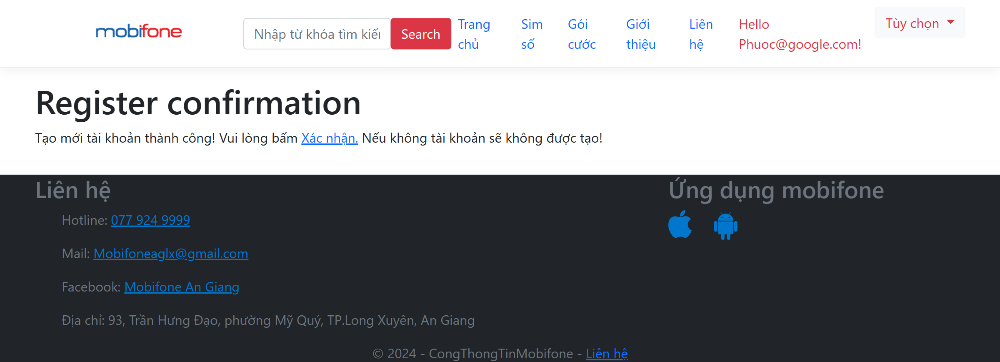 mobifone
Nhập từ khóa tìm kiếi
Search
Trang chủ
Sim số
Gói cước
Giới thiệu
Liên hệ
Hello Phuoc@google.com!
Tùy chọn
Register confirmation
Tạo mới tài khoản thành công! Vui lòng bấm Xác nhận. Nếu không tài khoản sẽ không được tạo!
Liên hệ
Hotline: 077 924 9999
Mail: Mobifoneaglx@gmail.com
Facebook: Mobifone An Giang
Địa chỉ: 93, Trần Hưng Đạo, phường Mỹ Quý, TP.Long Xuyên, An Giang
Ứng dụng mobifone
© 2024 - CongThongTinMobifone - Liên hệ